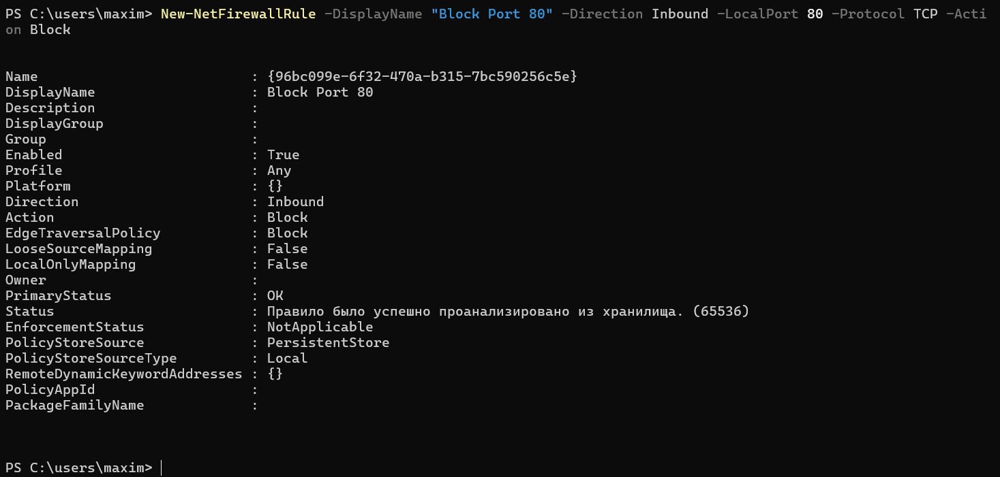 PS C:\users\maxim> New-NetFirewallRule -DisplayName "Block Port 80" -Direction Inbound -LocalPort 80 -Protocol TCP -Acti
on Block
Name : {96bc099e-6f32-470a-b315-7bc590256c5e}
DisplayName : Block Port 80
Description :
DisplayGroup :
Group :
Enabled : True
Profile : Any
Platform : {}
Direction : Inbound
Action : Block
EdgeTraversalPolicy : Block
LooseSourceMapping : False
LocalOnlyMapping : False
Owner :
PrimaryStatus : OK
Status : Правило было успешно проанализировано из хранилища. (65536)
EnforcementStatus : NotApplicable
PolicyStoreSource : PersistentStore
PolicyStoreSourceType : Local
RemoteDynamicKeywordAddresses : {}
PolicyAppId :
PackageFamilyName :
PS C:\users\maxim>